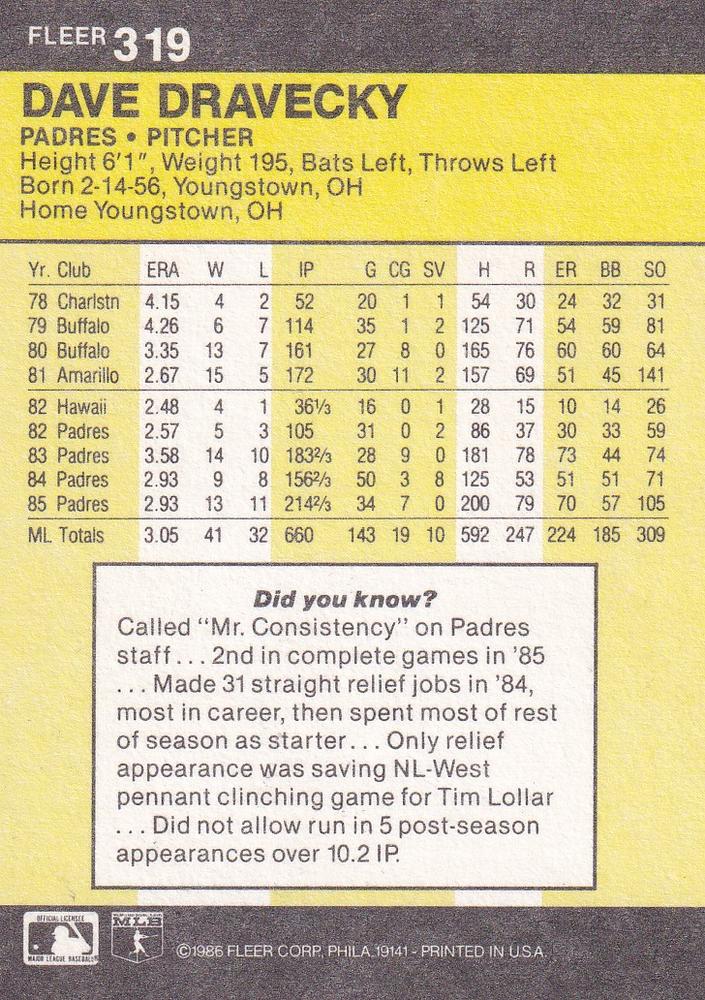 FLEER 319
DAVE DRAVECKY
PADRES • PITCHER
Height 6'1", Weight 195, Bats Left, Throws Left
Born 2-14-56, Youngstown, OH
Home Youngstown, OH
Yr. Club ERA W L IP G CG SV H R ER BB SO
78 Charlstn 4.15 4 2 52 20 1 1 54 30 24 32 31
79 Buffalo 4.26 6 7 114 35 1 2 125 71 54 59 81
80 Buffalo 3.35 13 7 161 27 8 0 165 76 60 60 64
81 Amarillo 2.67 15 5 172 30 11 2 157 69 51 45 141
82 Hawaii 2.48 4 1 36⅓ 16 0 1 28 15 10 14 26
82 Padres 2.57 5 3 105 31 0 2 86 37 30 33 59
83 Padres 3.58 14 10 183⅔ 28 9 0 181 78 73 44 74
84 Padres 2.93 9 8 156⅔ 50 3 8 125 53 51 51 71
85 Padres 2.93 13 11 214⅔ 34 7 0 200 79 70 57 105
ML Totals 3.05 41 32 660 143 19 10 592 247 224 185 309
Did you know?
Called "Mr. Consistency" on Padres
staff... 2nd in complete games in '85
... Made 31 straight relief jobs in '84,
most in career, then spent most of rest
of season as starter... Only relief
appearance was saving NL-West
pennant clinching game for Tim Lollar
... Did not allow run in 5 post-season
appearances over 10.2 IP.
OFFICIAL LICENSEE
MAJOR LEAGUE BASEBALL
MLB
©1986 FLEER CORP. PHILA. 19141 - PRINTED IN U.S.A.